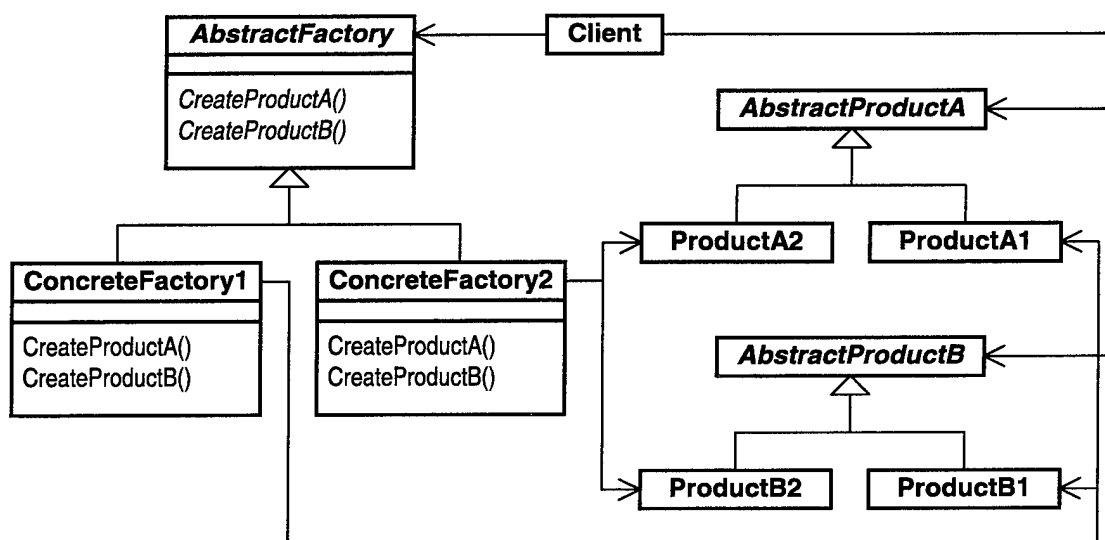 AbstractFactory
CreateProductA()
CreateProductB()
Client
AbstractProductA
ProductA2
ProductA1
ConcreteFactory1
CreateProductA()
CreateProductB()
ConcreteFactory2
CreateProductA()
CreateProductB()
AbstractProductB
ProductB2
ProductB1